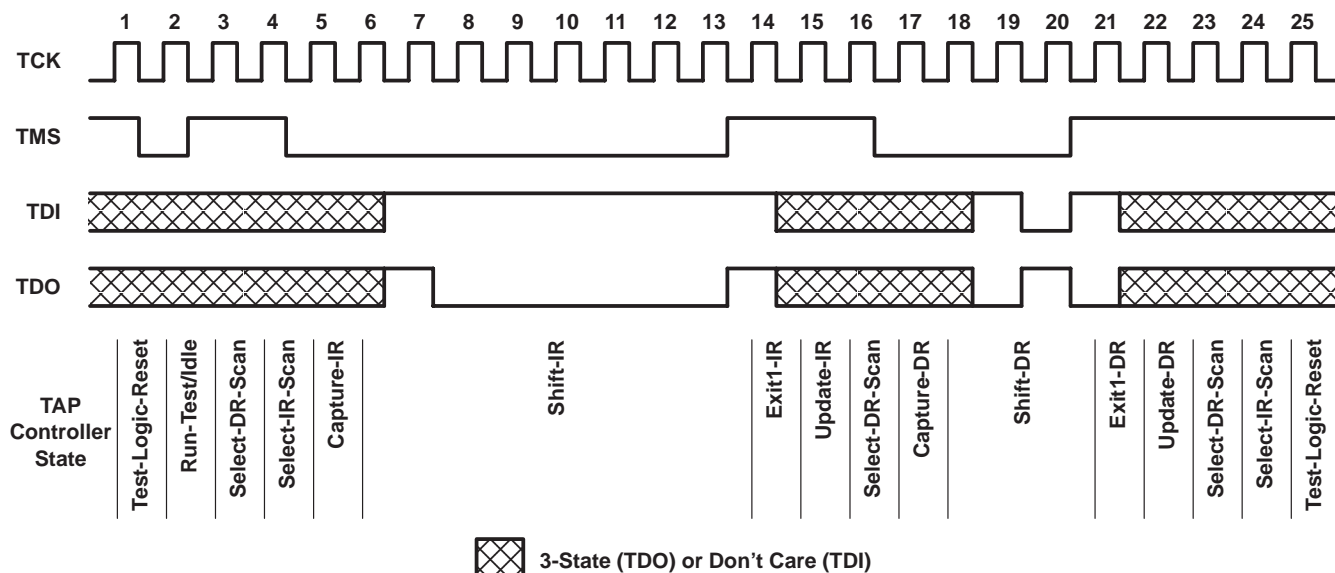 1 2 3 4 5 6 7 8 9 10 11 12 13 14 15 16 17 18 19 20 21 22 23 24 25
TCK
TMS
TDI
TDO
TAP
Controller
State
Test-Logic-Reset
Run-Test/Idle
Select-DR-Scan
Select-IR-Scan
Capture-IR
Shift-IR
Exit1-IR
Update-IR
Select-DR-Scan
Capture-DR
Shift-DR
Exit1-DR
Update-DR
Select-DR-Scan
Select-IR-Scan
Test-Logic-Reset
3-State (TDO) or Don't Care (TDI)